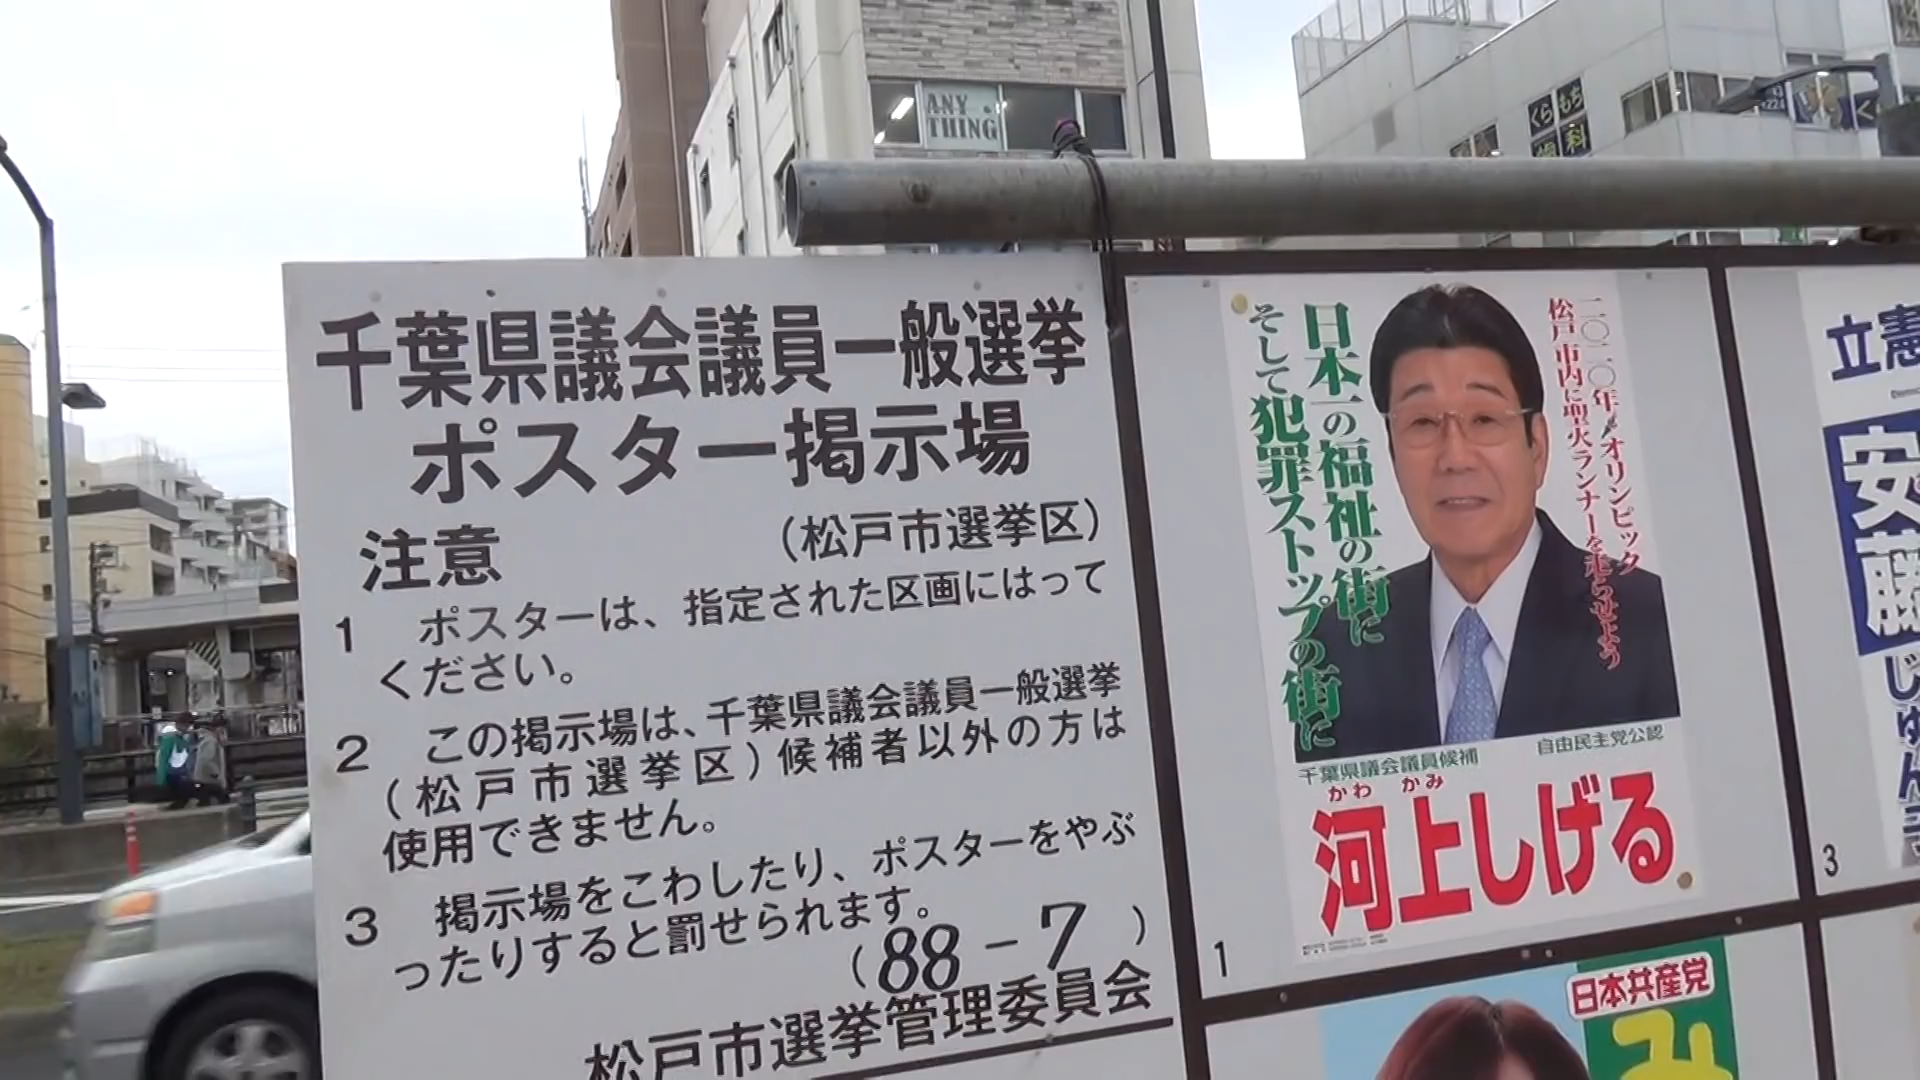 ANY
THING
くらもち
歯科
千葉県議会議員一般選挙
ポスター掲示場
注意
(松戸市選挙区)
1 ポスターは、指定された区画にはって
ください。
2 この掲示場は、千葉県議会議員一般選挙
(松戸市選挙区)候補者以外の方は
使用できません。
3 掲示場をこわしたり、ポスターをやぶ
ったりすると罰せられます。
(88-7)
松戸市選挙管理委員会
二〇二〇年オリンピック
松戸市内に聖火ランナーを走らせよう
日本一の福祉の街に
そして犯罪ストップの街に
千葉県議会議員候補
自由民主党公認
かわ かみ
河上しげる
1
立憲
安藤
じゅん子
3
日本共産党
み